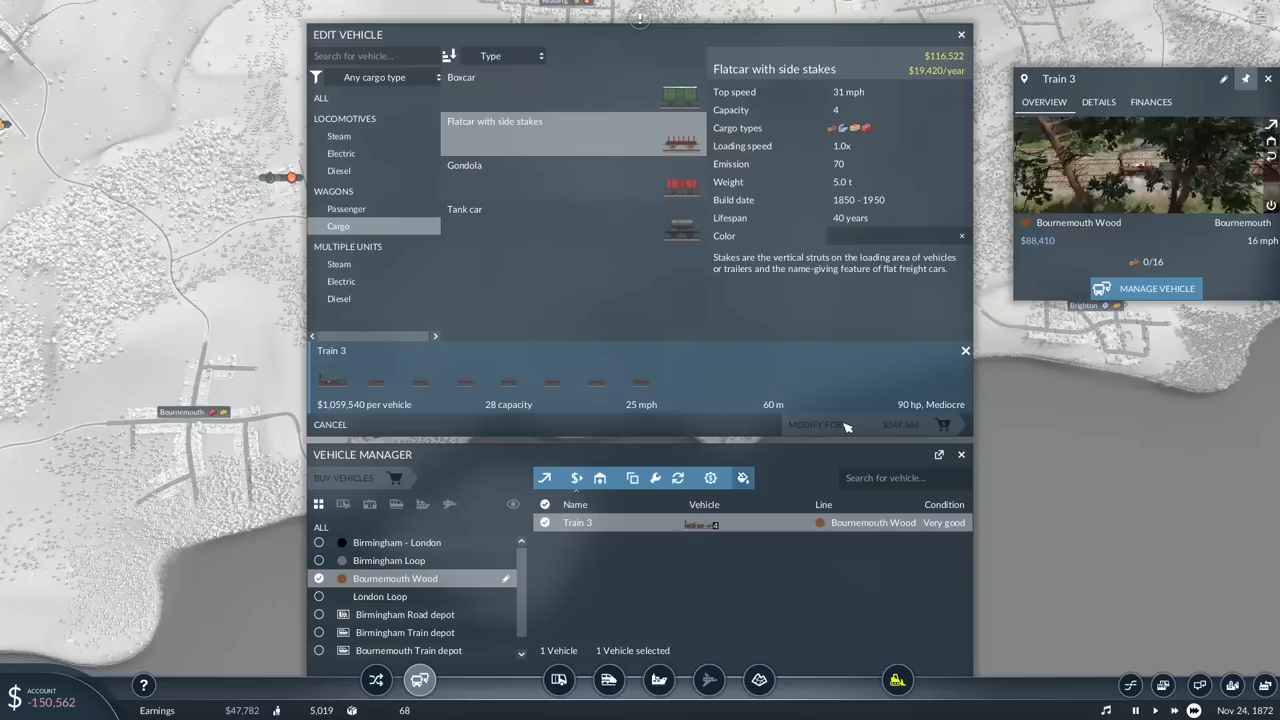 EDIT VEHICLE
Search for vehicle...
Type
Any cargo type
ALL
LOCOMOTIVES
Steam
Electric
Diesel
WAGONS
Passenger
Cargo
MULTIPLE UNITS
Steam
Electric
Diesel
Boxcar
Flatcar with side stakes
Gondola
Tank car
$116,522
Flatcar with side stakes
$19,420/year
Top speed 31 mph
Capacity 4
Cargo types
Loading speed 1.0x
Emission 70
Weight 5.0 t
Build date 1850 - 1950
Lifespan 40 years
Color
Stakes are the vertical struts on the loading area of vehicles
or trailers and the name-giving feature of flat freight cars.
Train 3
$1,059,540 per vehicle 28 capacity 25 mph 60 m 90 hp, Mediocre
CANCEL
MODIFY FOR $349,566
VEHICLE MANAGER
BUY VEHICLES
Search for vehicle...
Name Vehicle Line Condition
Train 3 4 Bournemouth Wood Very good
ALL
Birmingham - London
Birmingham Loop
Bournemouth Wood
London Loop
Birmingham Road depot
Birmingham Train depot
Bournemouth Train depot
1 Vehicle 1 Vehicle selected
Train 3
OVERVIEW DETAILS FINANCES
Bournemouth Wood Bournemouth
$88,410 16 mph
0/16
MANAGE VEHICLE
Brighton
Bournemouth
$ ACCOUNT
-150,562
?
Earnings $47,782 5,019 68
Nov 24, 1872